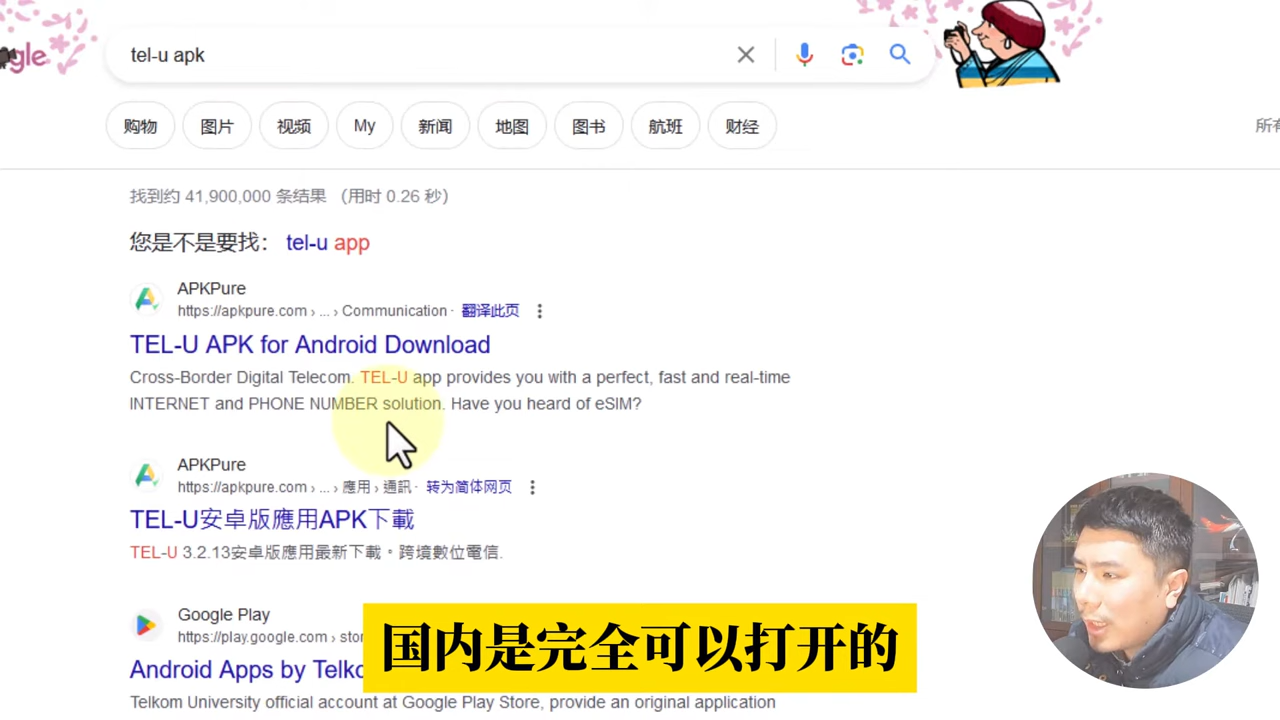 gle
tel-u apk
购物 图片 视频 My 新闻 地图 图书 航班 财经 所有
找到约 41,900,000 条结果 （用时 0.26 秒）
您是不是要找： tel-u app
APKPure
https://apkpure.com › ... › Communication · 翻译此页
TEL-U APK for Android Download
Cross-Border Digital Telecom. TEL-U app provides you with a perfect, fast and real-time
INTERNET and PHONE NUMBER solution. Have you heard of eSIM?
APKPure
https://apkpure.com › ... › 應用 › 通訊 · 转为简体网页
TEL-U安卓版應用APK下載
TEL-U 3.2.13安卓版應用最新下載。跨境數位電信.
Google Play
https://play.google.com › stor
Android Apps by Telko
Telkom University official account at Google Play Store, provide an original application
国内是完全可以打开的